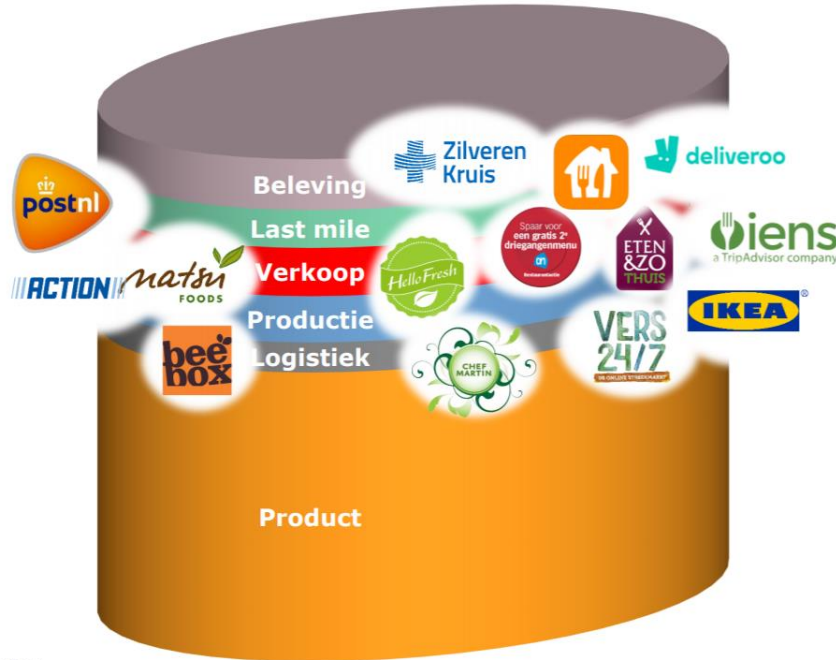 Zilveren
Kruis
deliveroo
Beleving
postnl
Last mile
Spaar voor
een gratis 2e
driegangenmenu
ETEN
&ZO
THUIS
iens
a TripAdvisor company
ACTION
natsu
FOODS
Verkoop
HelloFresh
IKEA
®
Productie
bee
box
Logistiek
CHEF
MARTIN
VERS
24/7
Product